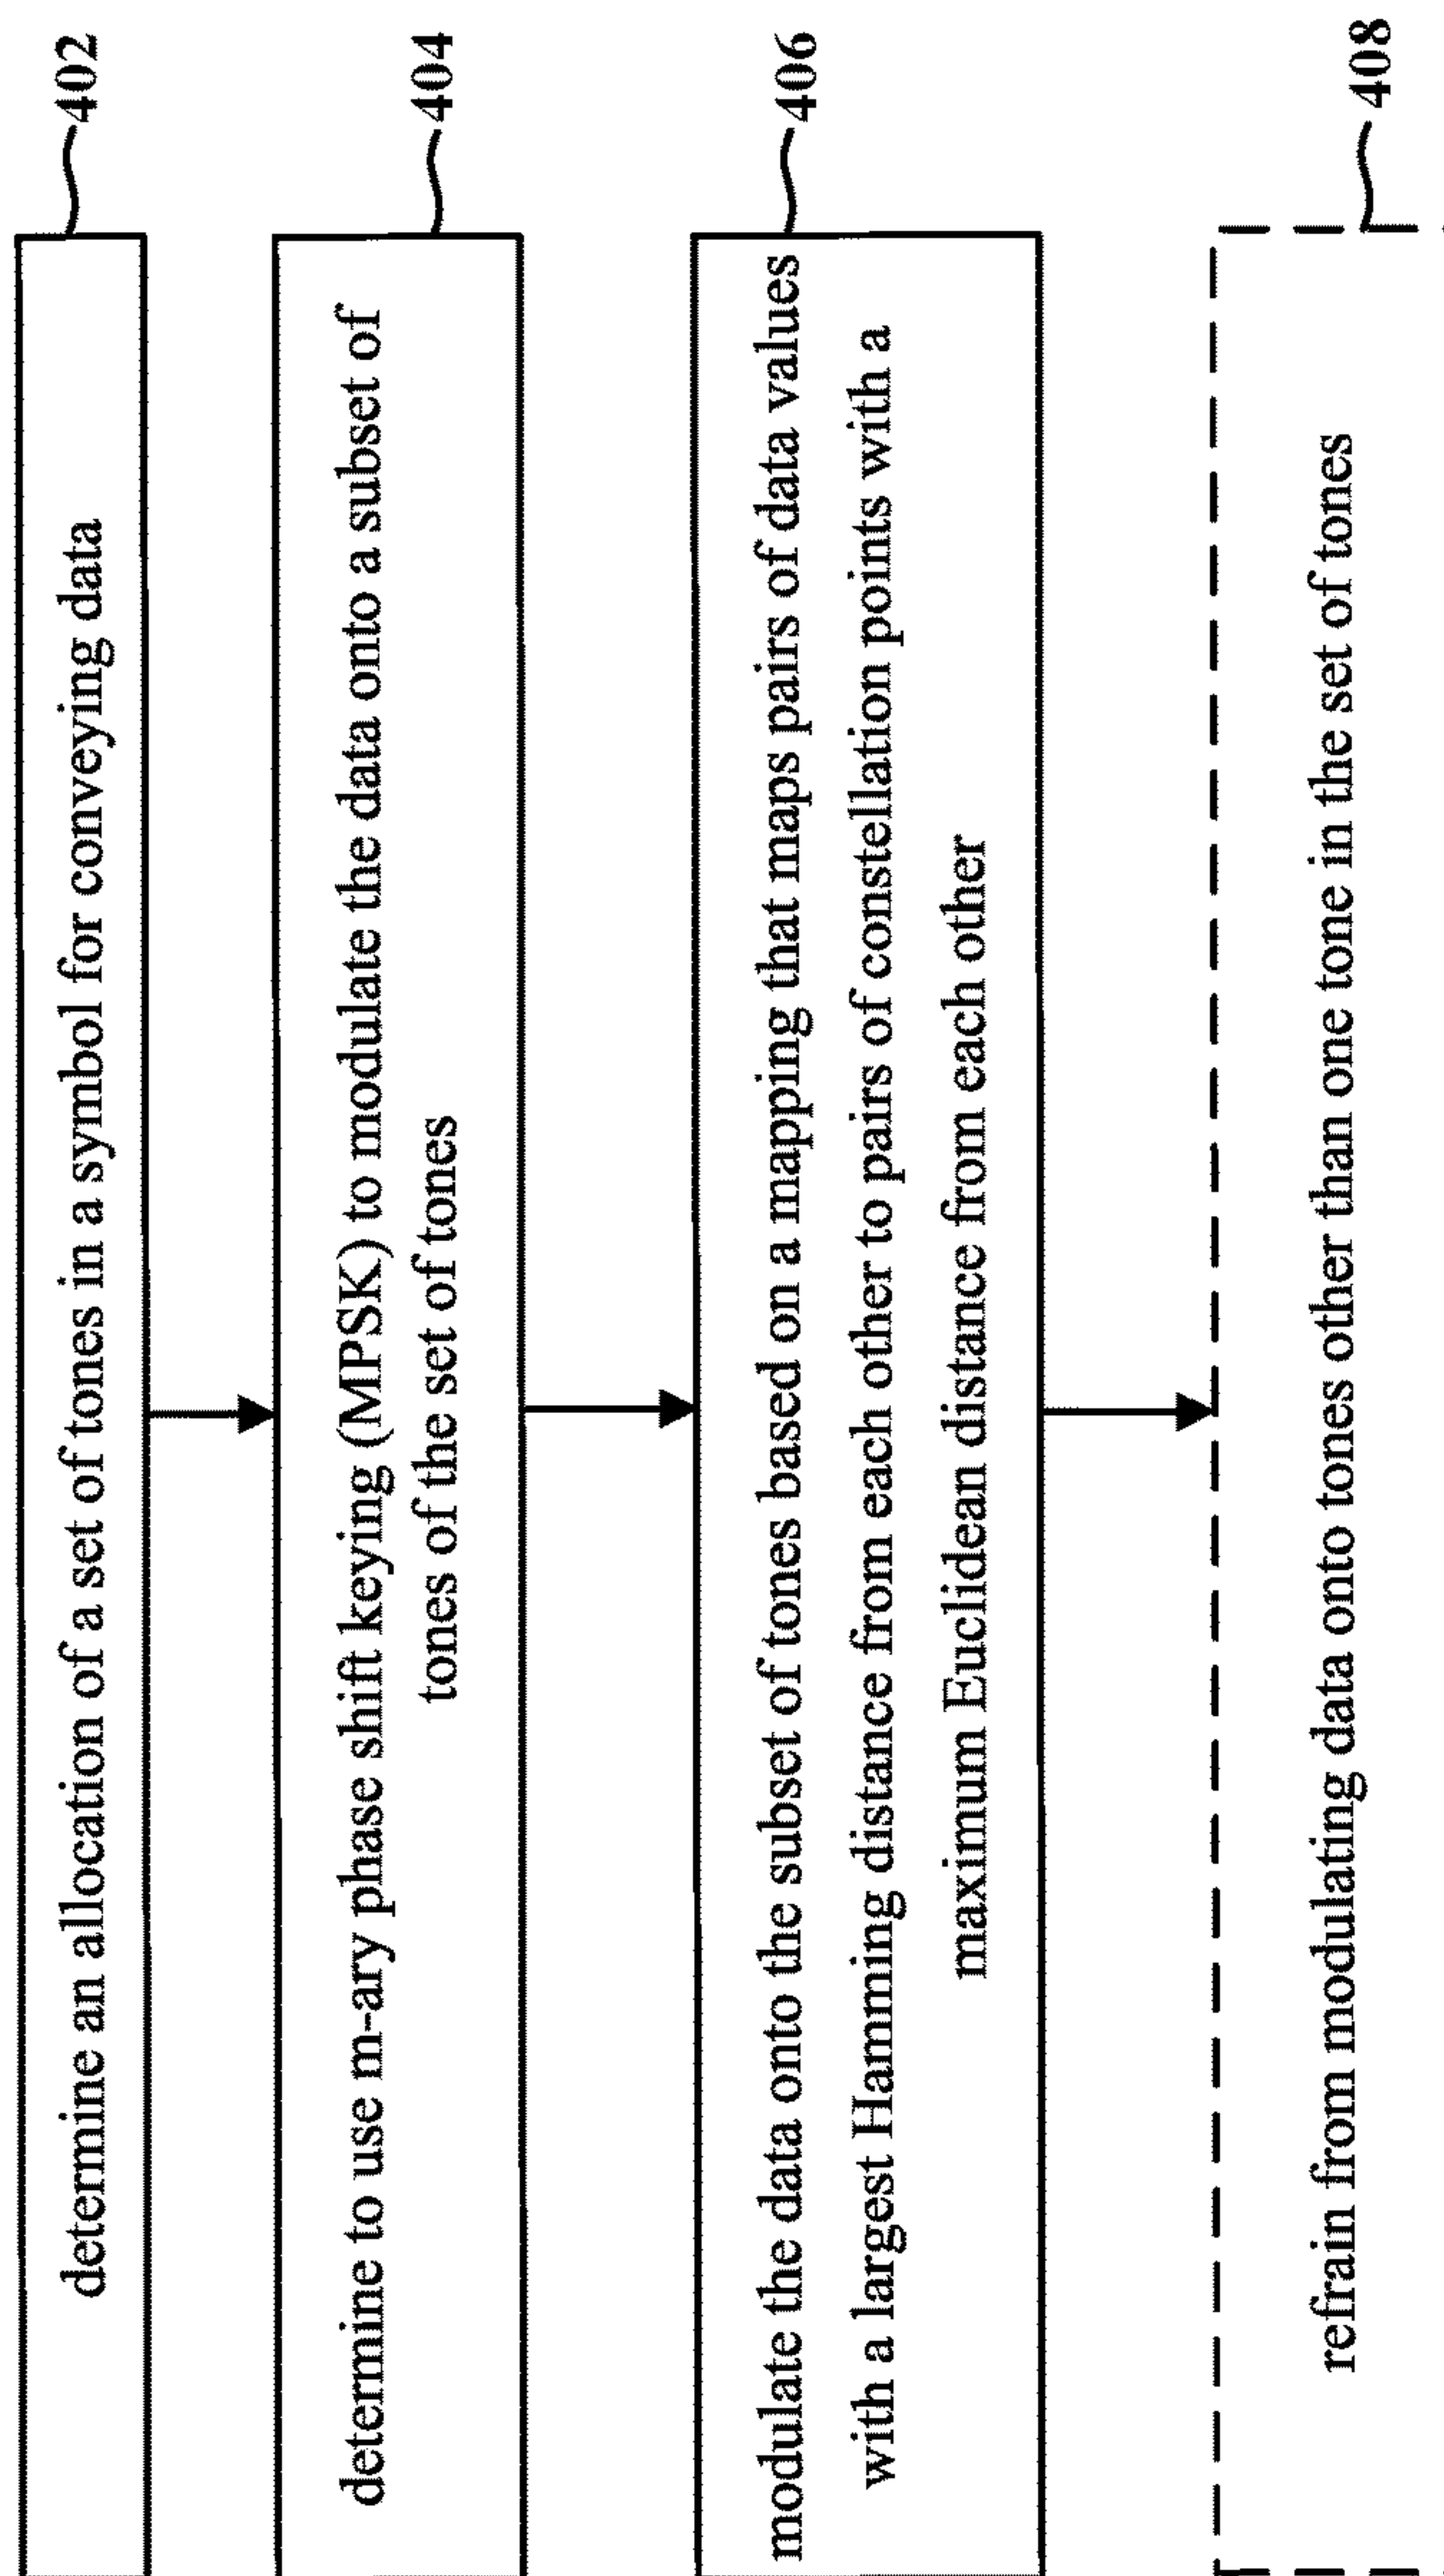 determine an allocation of a set of tones in a symbol for conveying data
402
determine to use m-ary phase shift keying (MPSK) to modulate the data onto a subset of
tones of the set of tones
404
modulate the data onto the subset of tones based on a mapping that maps pairs of data values
with a largest Hamming distance from each other to pairs of constellation points with a
maximum Euclidean distance from each other
406
refrain from modulating data onto tones other than one tone in the set of tones
408